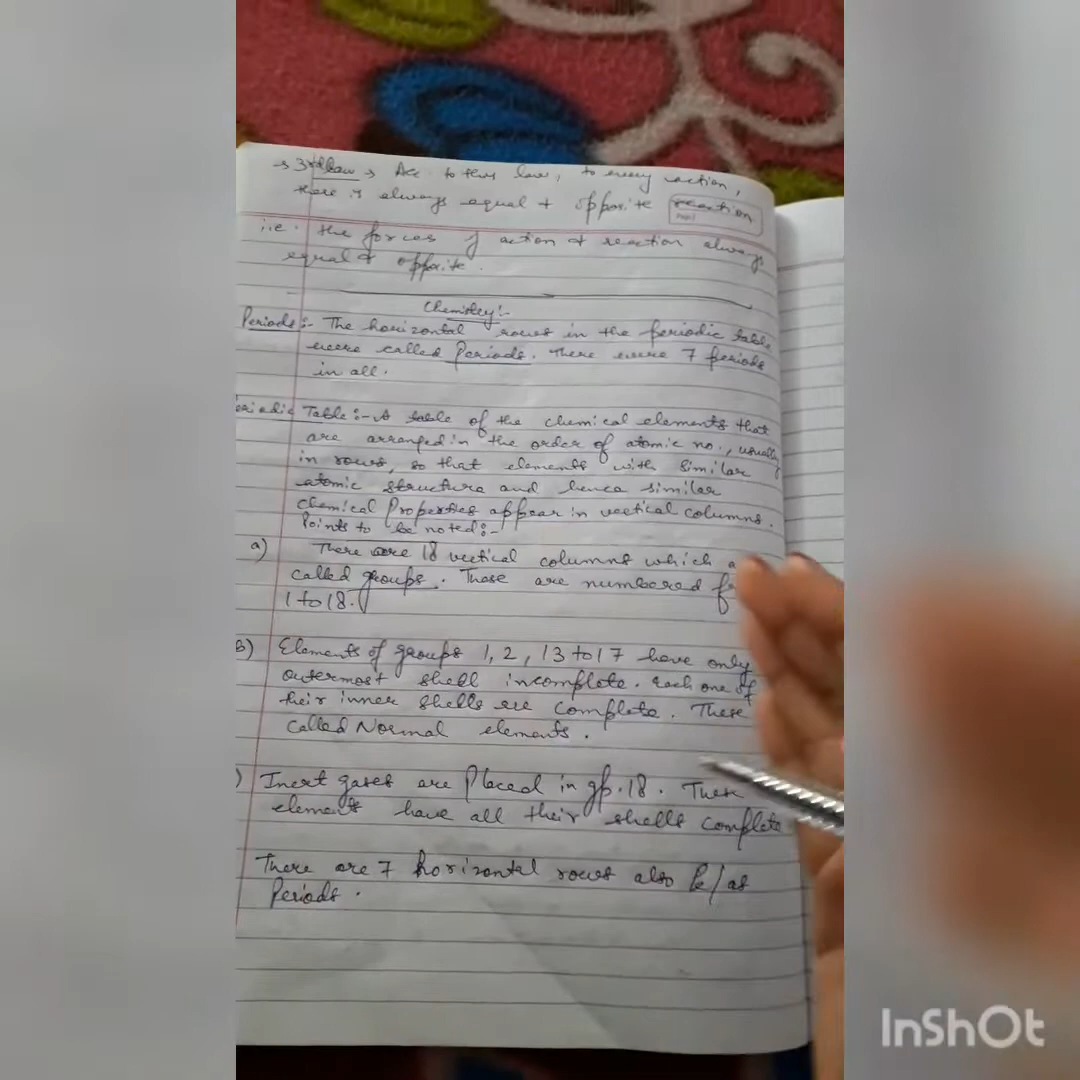 → 3rd law → Acc. to this law, to every action,
there is always equal & opposite reaction
i.e. the forces of action & reaction always
equal & opposite.
Chemistry:-
Periods:- The horizontal rows in the periodic table
were called Periods. There were 7 periods
in all.
eriodic Table:- A table of the chemical elements that
are arranged in the order of atomic no., usually
in rows, so that elements with similar
atomic structure and hence similar
chemical Properties appear in vertical columns.
Points to be noted:-
a) There are 18 vertical columns which a
called groups. These are numbered f
1 to 18.
B) Elements of groups 1, 2, 13 to 17 have only
outermost shell incomplete. Each one of
their inner shells are complete. These
called Normal elements.
) Inert gases are Placed in gp. 18. These
elements have all their shells complete
There are 7 horizontal rows also k/as
Periods.
InShOt